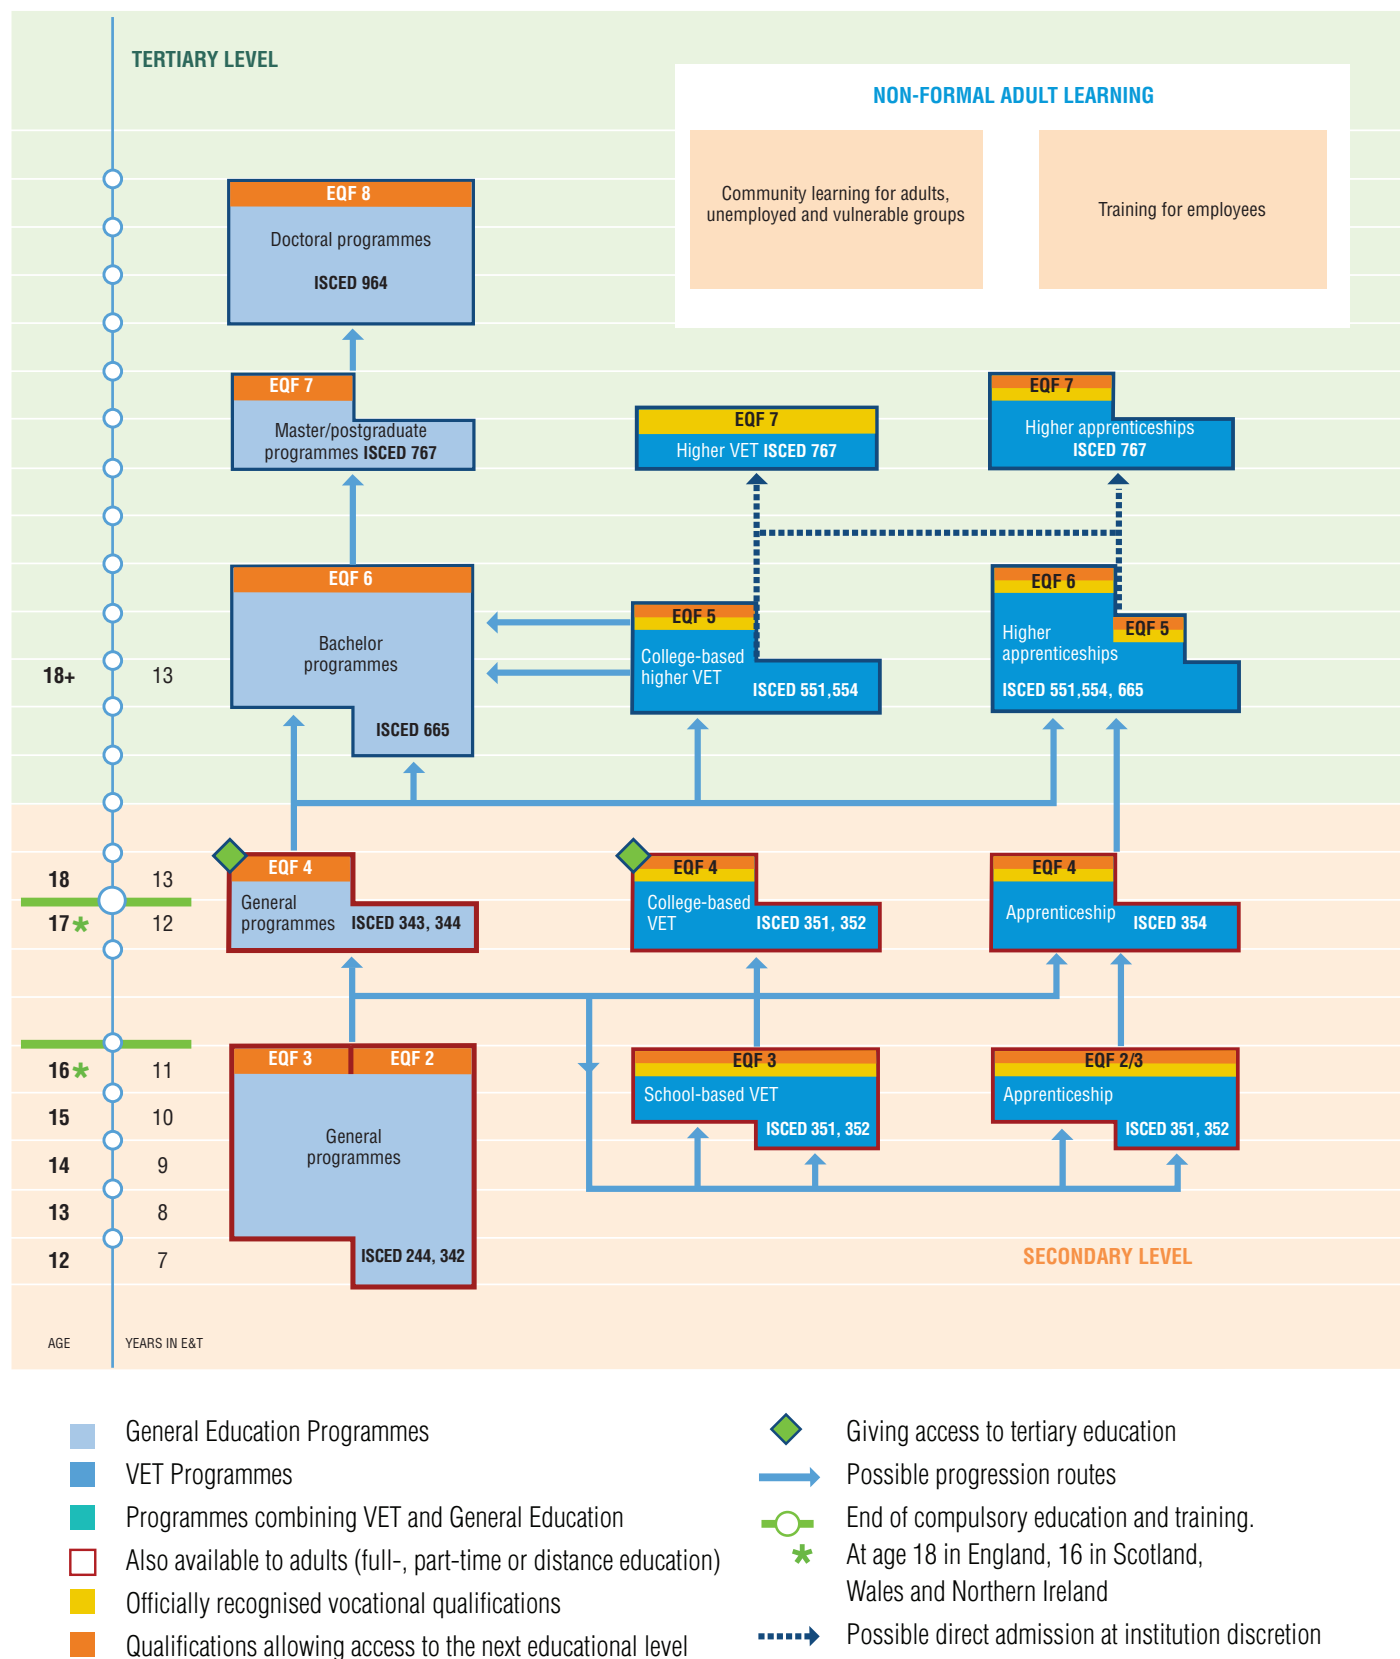 TERTIARY LEVEL
NON-FORMAL ADULT LEARNING
Community learning for adults,
unemployed and vulnerable groups
Training for employees
EQF 8
Doctoral programmes
ISCED 964
EQF 7
Master/postgraduate
programmes ISCED 767
EQF 7
Higher VET ISCED 767
EQF 7
Higher apprenticeships
ISCED 767
EQF 6
Bachelor
programmes
ISCED 665
EQF 5
College-based
higher VET
ISCED 551,554
EQF 6
EQF 5
Higher
apprenticeships
ISCED 551,554, 665
18+ 13
18 13
17* 12
EQF 4
General
programmes ISCED 343, 344
EQF 4
College-based
VET
ISCED 351, 352
EQF 4
Apprenticeship
ISCED 354
16* 11
15 10
14 9
13 8
12 7
EQF 3 EQF 2
General
programmes
ISCED 244, 342
EQF 3
School-based VET
ISCED 351, 352
EQF 2/3
Apprenticeship
ISCED 351, 352
SECONDARY LEVEL
AGE YEARS IN E&T
General Education Programmes
VET Programmes
Programmes combining VET and General Education
Also available to adults (full-, part-time or distance education)
Officially recognised vocational qualifications
Qualifications allowing access to the next educational level
Giving access to tertiary education
Possible progression routes
End of compulsory education and training.
* At age 18 in England, 16 in Scotland,
Wales and Northern Ireland
Possible direct admission at institution discretion